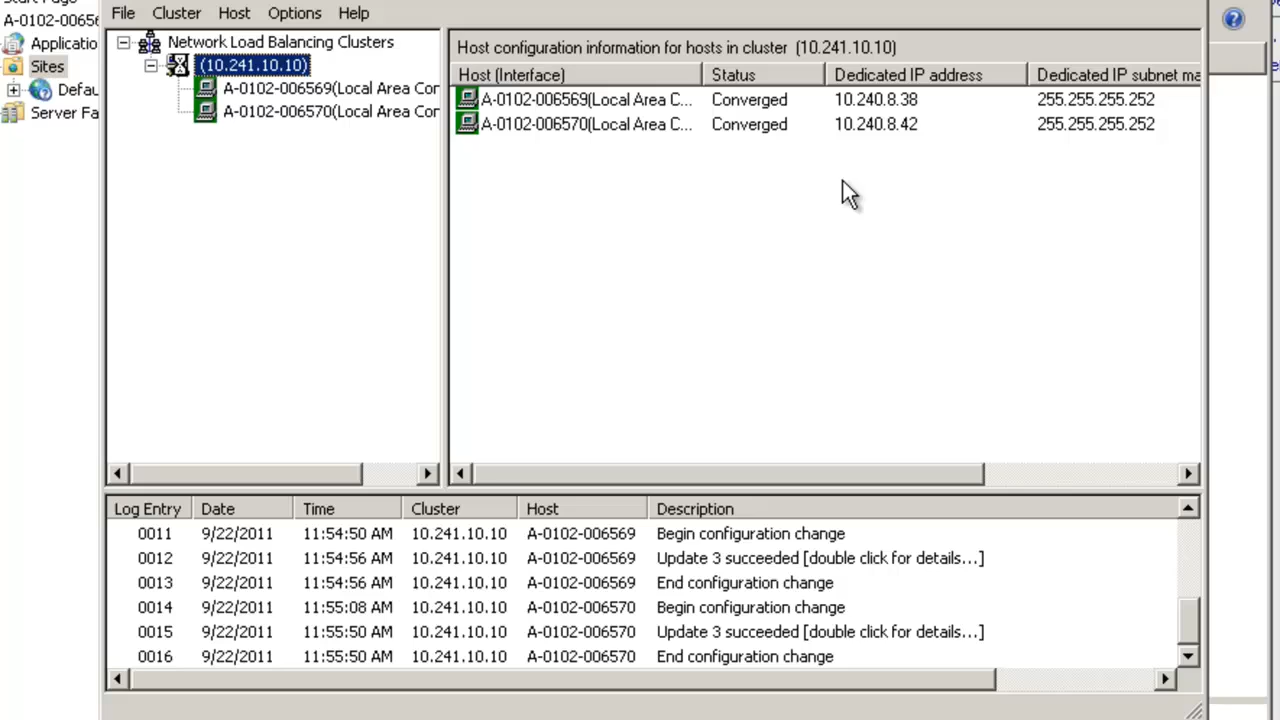 Start Page
A-0102-0065
Applicatio
Sites
Defau
Server Fa
File Cluster Host Options Help
Network Load Balancing Clusters
(10.241.10.10)
A-0102-006569(Local Area Cor
A-0102-006570(Local Area Cor
Host configuration information for hosts in cluster (10.241.10.10)
Host (Interface) Status Dedicated IP address Dedicated IP subnet ma
A-0102-006569(Local Area C... Converged 10.240.8.38 255.255.255.252
A-0102-006570(Local Area C... Converged 10.240.8.42 255.255.255.252
Log Entry Date Time Cluster Host Description
0011 9/22/2011 11:54:50 AM 10.241.10.10 A-0102-006569 Begin configuration change
0012 9/22/2011 11:54:56 AM 10.241.10.10 A-0102-006569 Update 3 succeeded [double click for details...]
0013 9/22/2011 11:54:56 AM 10.241.10.10 A-0102-006569 End configuration change
0014 9/22/2011 11:55:08 AM 10.241.10.10 A-0102-006570 Begin configuration change
0015 9/22/2011 11:55:50 AM 10.241.10.10 A-0102-006570 Update 3 succeeded [double click for details...]
0016 9/22/2011 11:55:50 AM 10.241.10.10 A-0102-006570 End configuration change